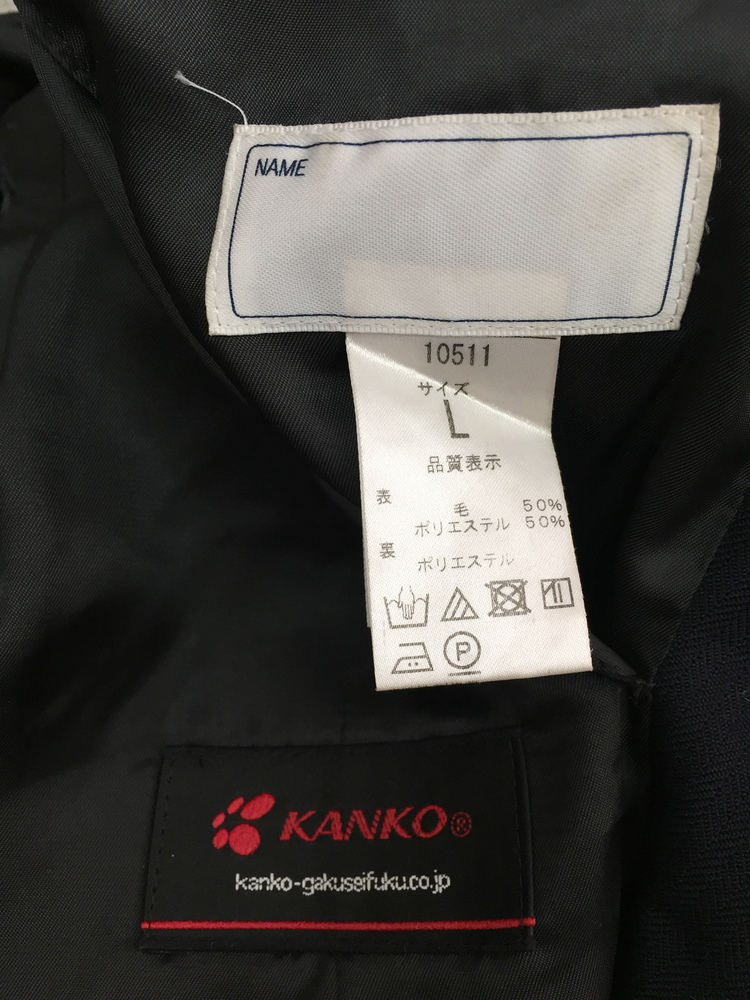 NAME
10511
サイズ
L
品質表示
表 毛 50%
ポリエステル 50%
裏 ポリエステル
P
KANKO®
kanko-gakuseifuku.co.jp